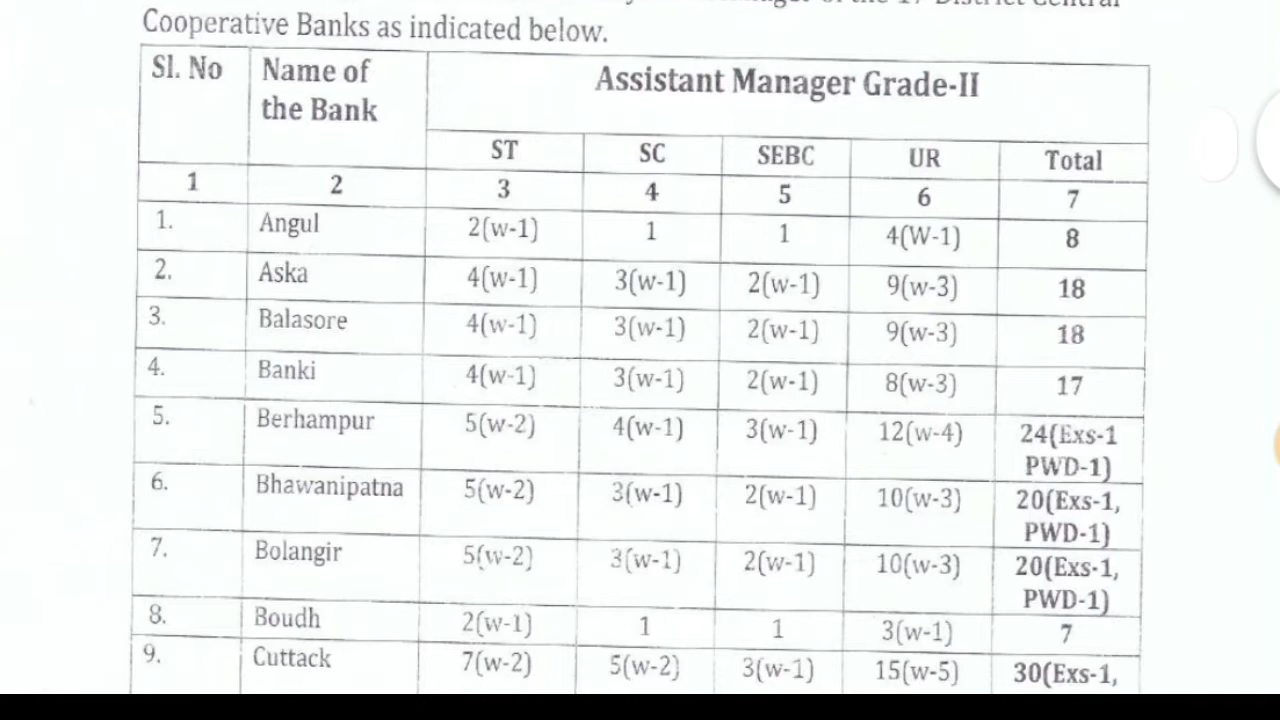 Cooperative Banks as indicated below.
Sl. No Name of the Bank Assistant Manager Grade-II
ST SC SEBC UR Total
1 2 3 4 5 6 7
1. Angul 2(w-1) 1 1 4(W-1) 8
2. Aska 4(w-1) 3(w-1) 2(w-1) 9(w-3) 18
3. Balasore 4(w-1) 3(w-1) 2(w-1) 9(w-3) 18
4. Banki 4(w-1) 3(w-1) 2(w-1) 8(w-3) 17
5. Berhampur 5(w-2) 4(w-1) 3(w-1) 12(w-4) 24(Exs-1
PWD-1)
6. Bhawanipatna 5(w-2) 3(w-1) 2(w-1) 10(w-3) 20(Exs-1,
PWD-1)
7. Bolangir 5(w-2) 3(w-1) 2(w-1) 10(w-3) 20(Exs-1,
PWD-1)
8. Boudh 2(w-1) 1 1 3(w-1) 7
9. Cuttack 7(w-2) 5(w-2) 3(w-1) 15(w-5) 30(Exs-1,